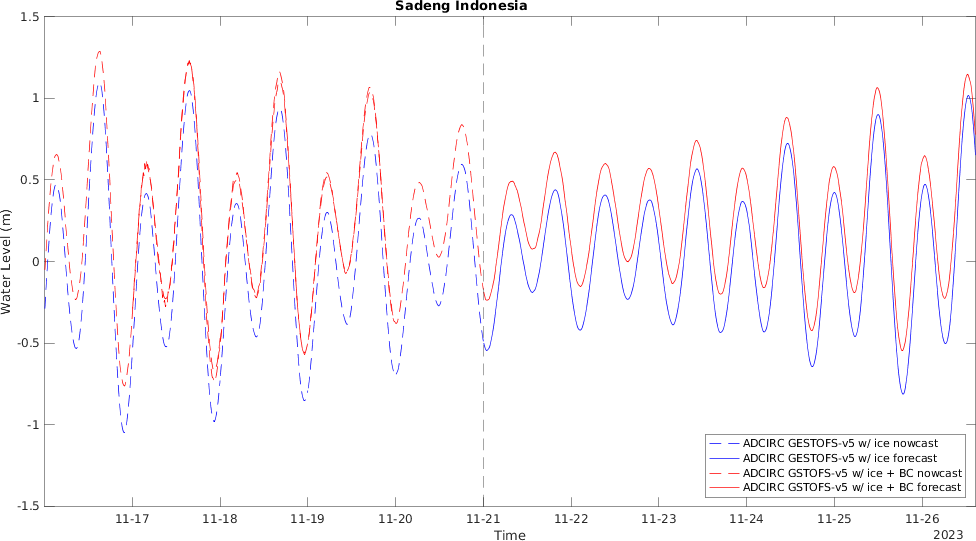 Sadeng Indonesia
1.5
1
0.5
0
-0.5
-1
-1.5
Water Level (m)
ADCIRC GESTOFS-v5 w/ ice nowcast
ADCIRC GESTOFS-v5 w/ ice forecast
ADCIRC GSTOFS-v5 w/ ice + BC nowcast
ADCIRC GSTOFS-v5 w/ ice + BC forecast
11-17 11-18 11-19 11-20 11-21 11-22 11-23 11-24 11-25 11-26
Time
2023